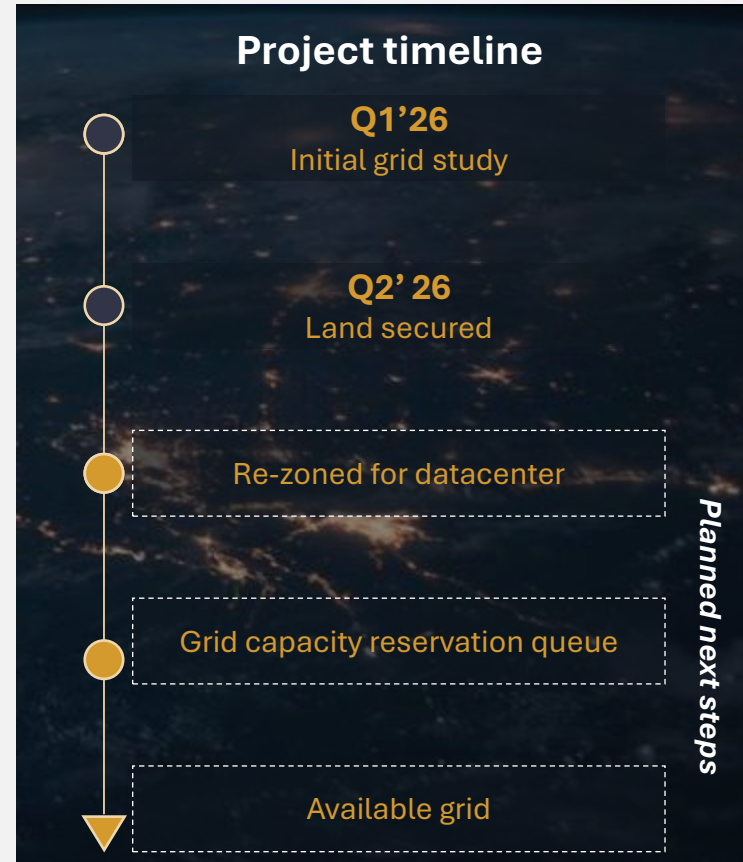 Project timeline
Q1’26
Initial grid study
Q2’ 26
Land secured
Re-zoned for datacenter
Grid capacity reservation queue
Available grid
Planned next steps